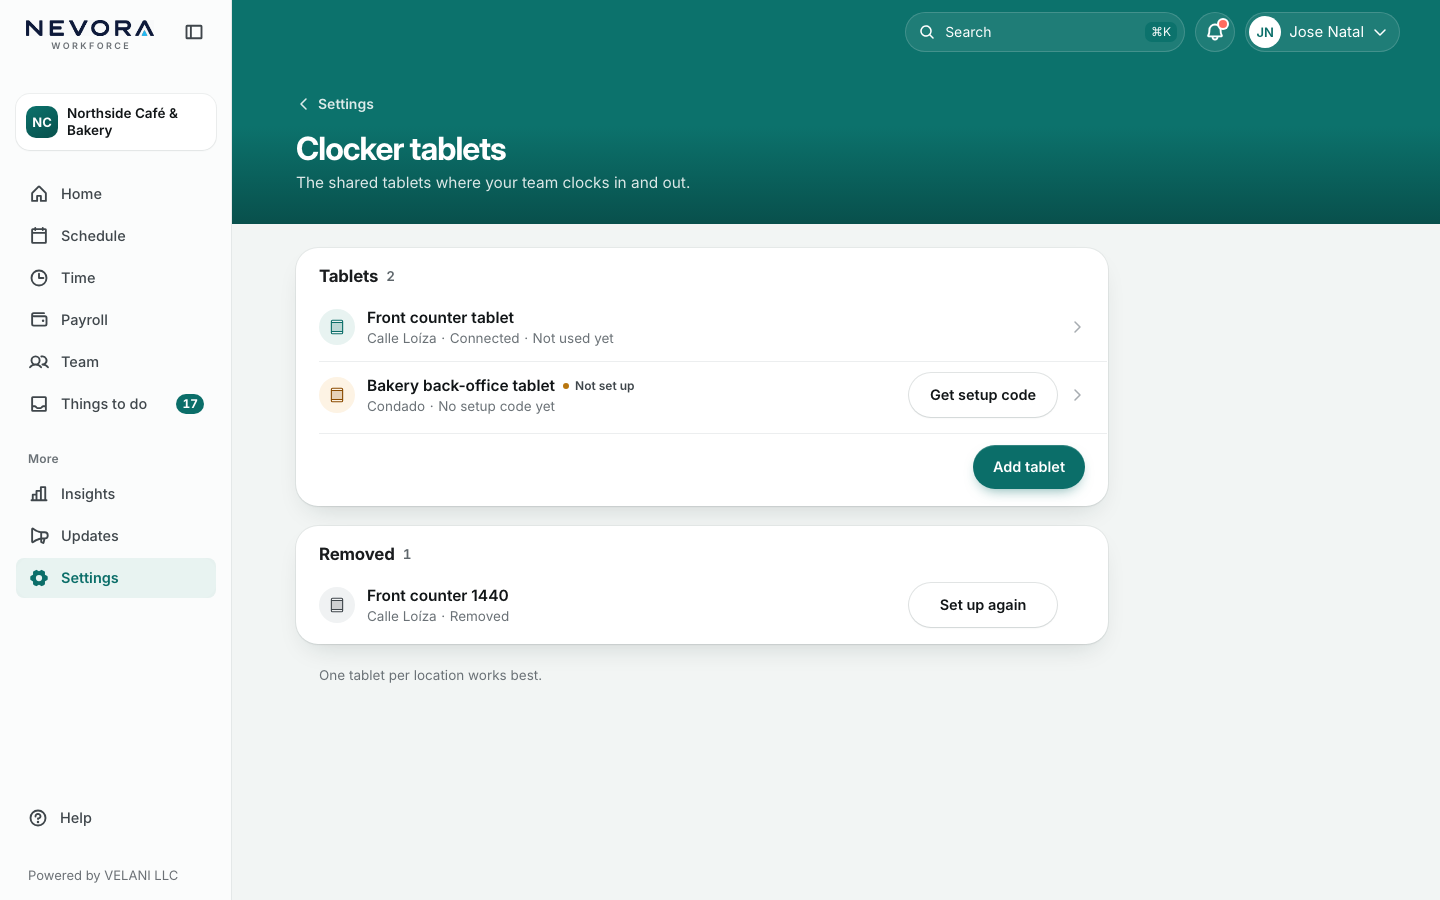 NEVORA
WORKFORCE
Search
⌘K
JN
Jose Natal
NC
Northside Café &
Bakery
Home
Schedule
Time
Payroll
Team
Things to do
17
More
Insights
Updates
Settings
Help
Powered by VELANI LLC
Settings
Clocker tablets
The shared tablets where your team clocks in and out.
Tablets 2
Front counter tablet
Calle Loíza · Connected · Not used yet
Bakery back-office tablet
Not set up
Condado · No setup code yet
Get setup code
Add tablet
Removed 1
Front counter 1440
Calle Loíza · Removed
Set up again
One tablet per location works best.